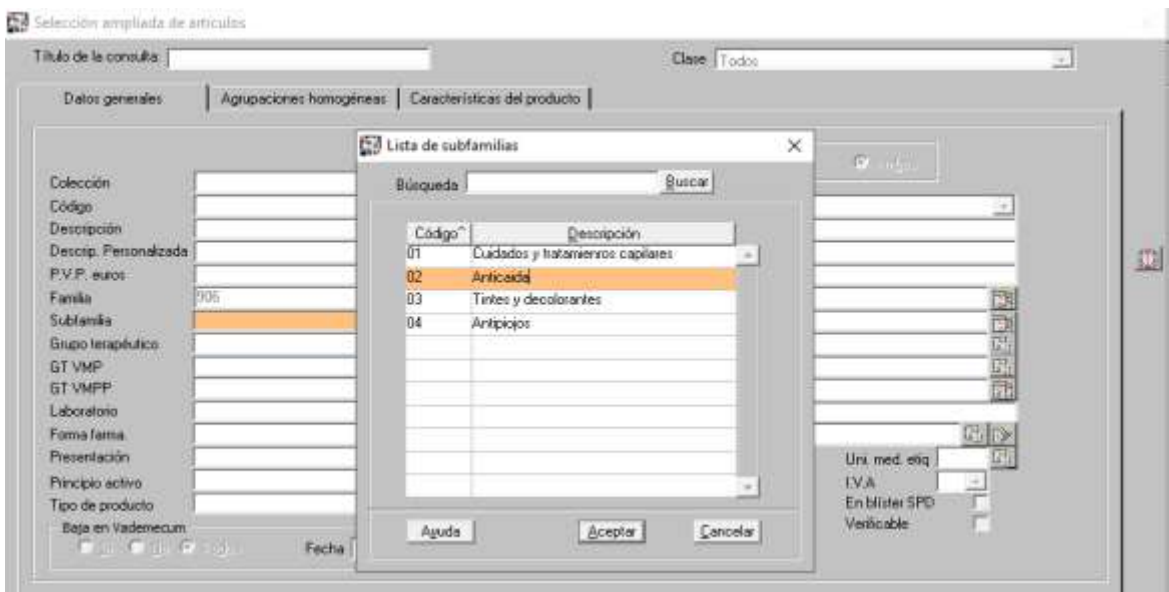 Selección ampliada de artículos
Título de la consulta
Clase Todos
Datos generales Agrupaciones homogéneas Características del producto
Lista de subfamilias
Búsqueda Buscar
Código^ Descripción
01 Cuidados y tratamienros capilares
02 Anticaida
03 Tintes y decolorantes
04 Antipiojos
Ayuda Aceptar Cancelar
Colección
Código
Descripción
Descrip. Personalizada
P.V.P. euros
Familia 906
Subfamilia
Grupo terapéutico
GT VMP
GT VMPP
Laboratorio
Forma farma.
Presentación
Principio activo
Tipo de producto
Baja en Vademecum
Fecha
Uni. med. etiq
I.V.A
En blíster SPD
Verificable